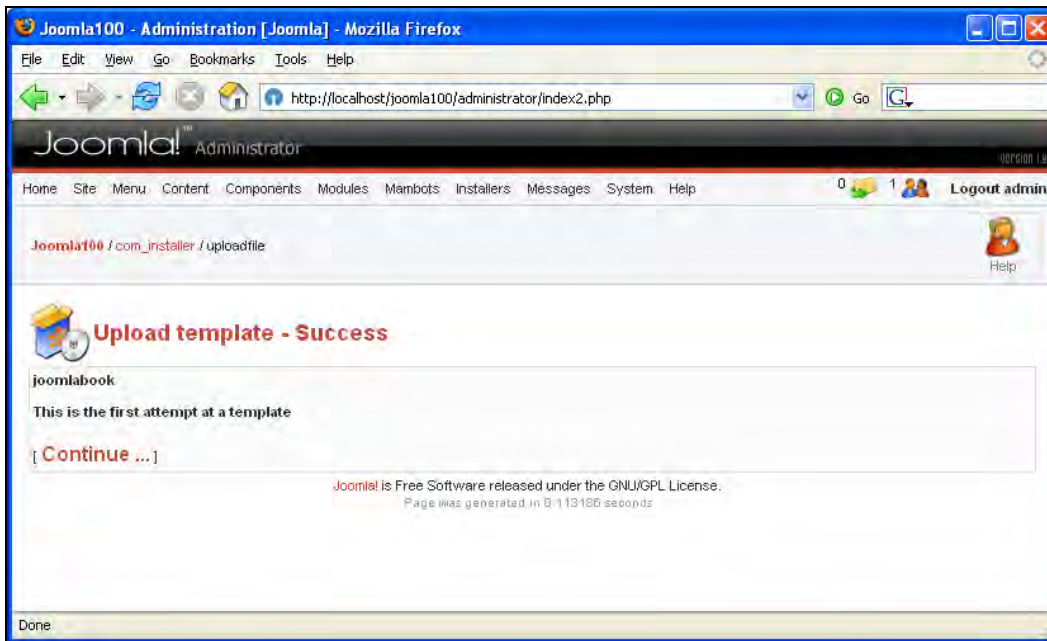 Joomla100 - Administration [Joomla] - Mozilla Firefox
File Edit View Go Bookmarks Tools Help
http://localhost/joomla100/administrator/index2.php Go G
Joomla!™ Administrator
Home Site Menu Content Components Modules Mambots Installers Messages System Help 0 1 Logout admin
Joomla100 / com_installer / uploadfile
Help
Upload template - Success
joomlabook
This is the first attempt at a template
[ Continue ... ]
Joomla! is Free Software released under the GNU/GPL License.
Page was generated in 0.113186 seconds
Done